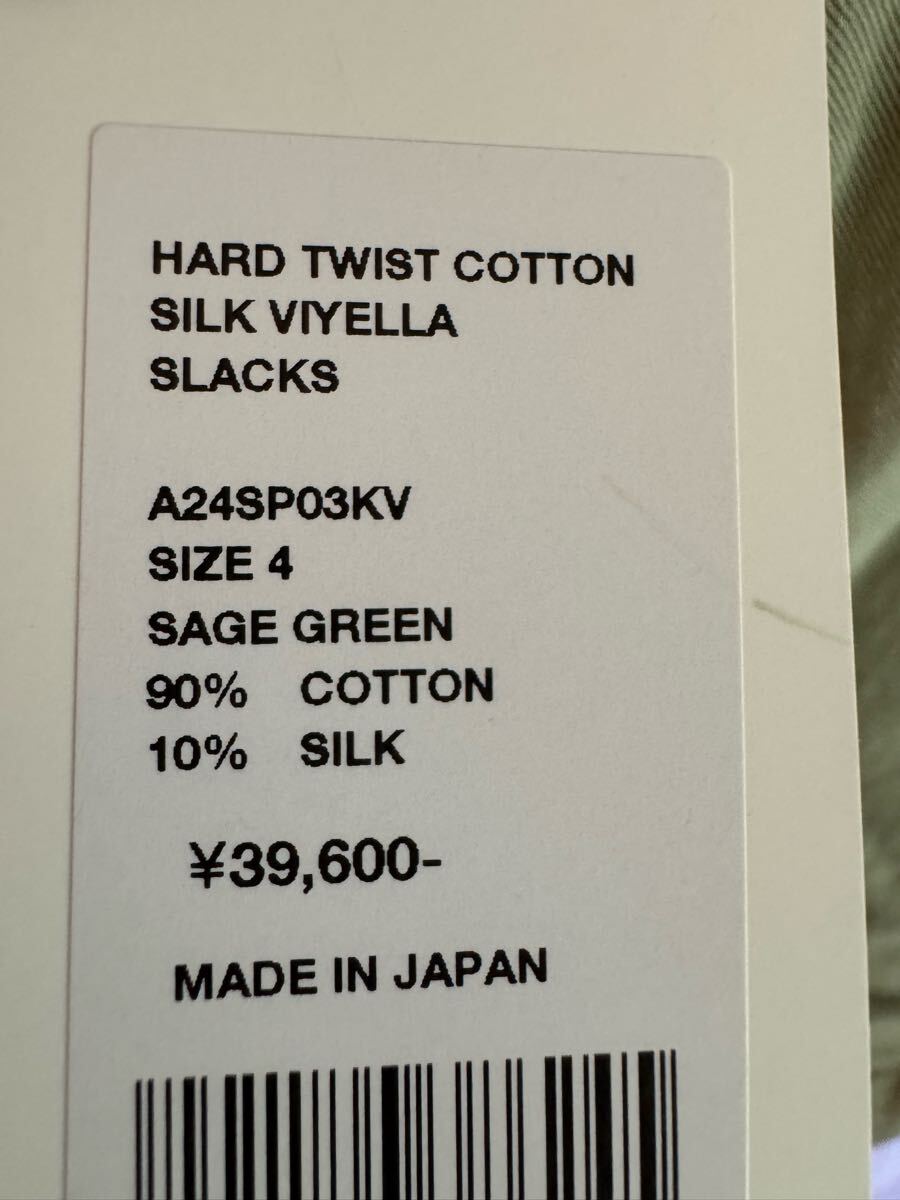 HARD TWIST COTTON
SILK VIYELLA
SLACKS
A24SP03KV
SIZE 4
SAGE GREEN
90% COTTON
10% SILK
¥39,600-
MADE IN JAPAN